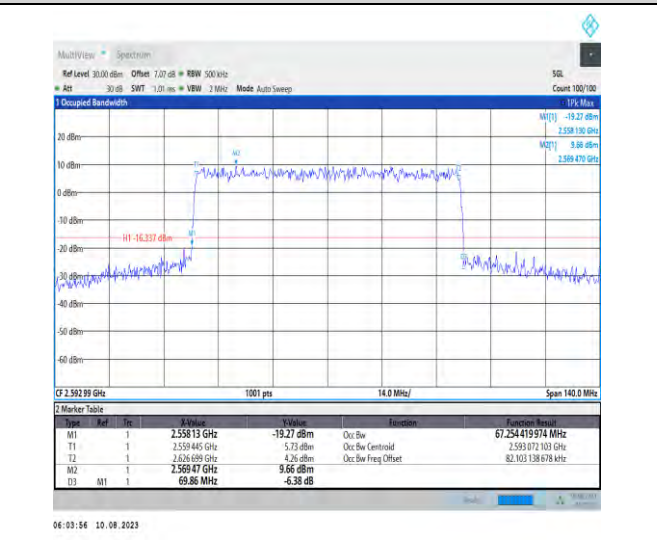 MultiView Spectrum
Ref Level 30.00 dBm Offset 7.07 dB RBW 500 kHz SGL
Att 30 dB SWT 1.01 ms VBW 2 MHz Mode Auto Sweep Count 100/100
1 Occupied Bandwidth 1Pk Max
M1[1] -19.27 dBm
2.558 130 GHz
M2[1] 9.66 dBm
2.569 470 GHz
20 dBm
M2
T1
10 dBm
0 dBm
-10 dBm
H1 -16.337 dBm
M1
-20 dBm
-30 dBm
-40 dBm
-50 dBm
-60 dBm
CF 2.592 99 GHz 1001 pts 14.0 MHz/ Span 140.0 MHz
2 Marker Table
Type Ref Trc X-Value Y-Value Function Function Result
M1 1 2.55813 GHz -19.27 dBm Occ Bw 67.254 419 974 MHz
T1 1 2.559 445 GHz 5.73 dBm Occ Bw Centroid 2.593 072 103 GHz
T2 1 2.626 699 GHz 4.26 dBm Occ Bw Freq Offset 82.103 138 678 kHz
M2 1 2.569 47 GHz 9.66 dBm
D3 M1 1 69.86 MHz -6.38 dB
Ready
06:03:56 10.08.2023